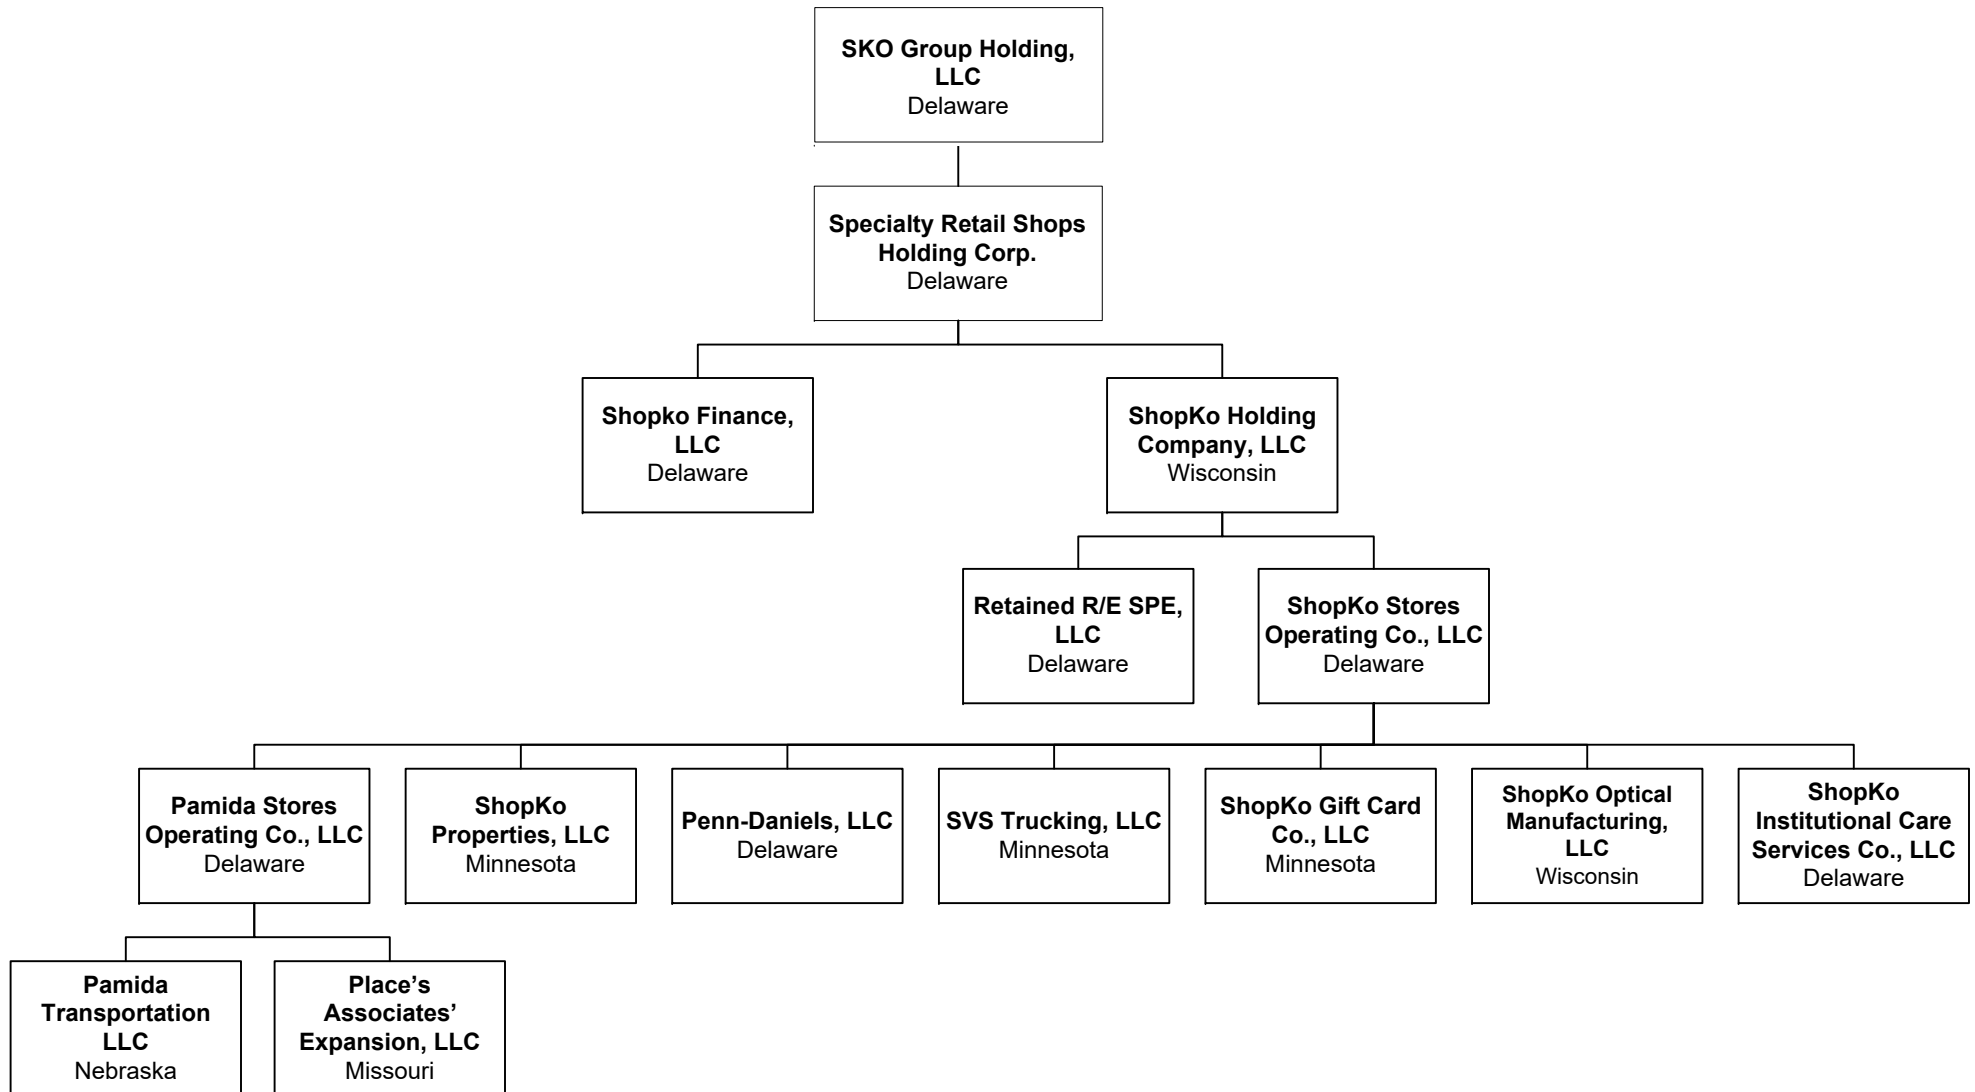 SKO Group Holding,
LLC
Delaware
Specialty Retail Shops
Holding Corp.
Delaware
Shopko Finance,
LLC
Delaware
ShopKo Holding
Company, LLC
Wisconsin
Retained R/E SPE,
LLC
Delaware
ShopKo Stores
Operating Co., LLC
Delaware
Pamida Stores
Operating Co., LLC
Delaware
ShopKo
Properties, LLC
Minnesota
Penn-Daniels, LLC
Delaware
SVS Trucking, LLC
Minnesota
ShopKo Gift Card
Co., LLC
Minnesota
ShopKo Optical
Manufacturing,
LLC
Wisconsin
ShopKo
Institutional Care
Services Co., LLC
Delaware
Pamida
Transportation
LLC
Nebraska
Place’s
Associates’
Expansion, LLC
Missouri